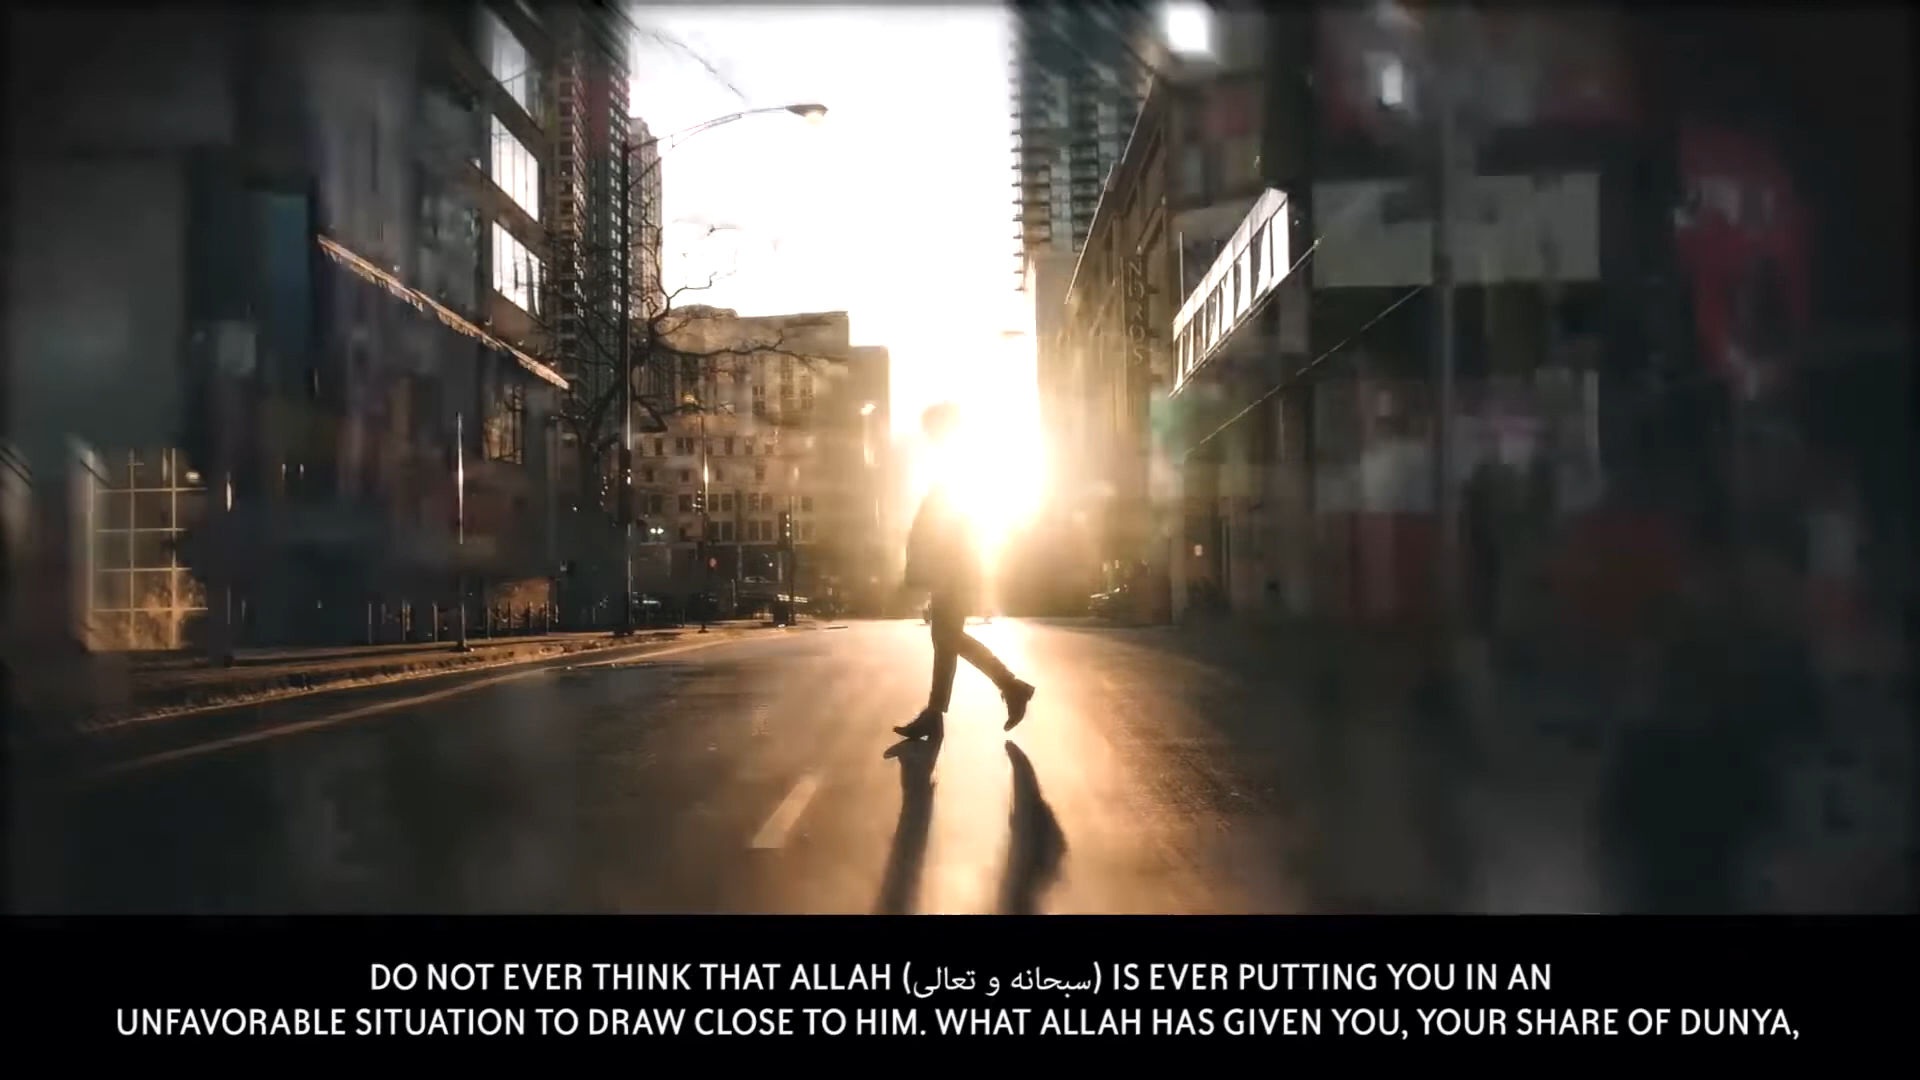 DO NOT EVER THINK THAT ALLAH (سبحانه و تعالى) IS EVER PUTTING YOU IN AN
UNFAVORABLE SITUATION TO DRAW CLOSE TO HIM. WHAT ALLAH HAS GIVEN YOU, YOUR SHARE OF DUNYA,